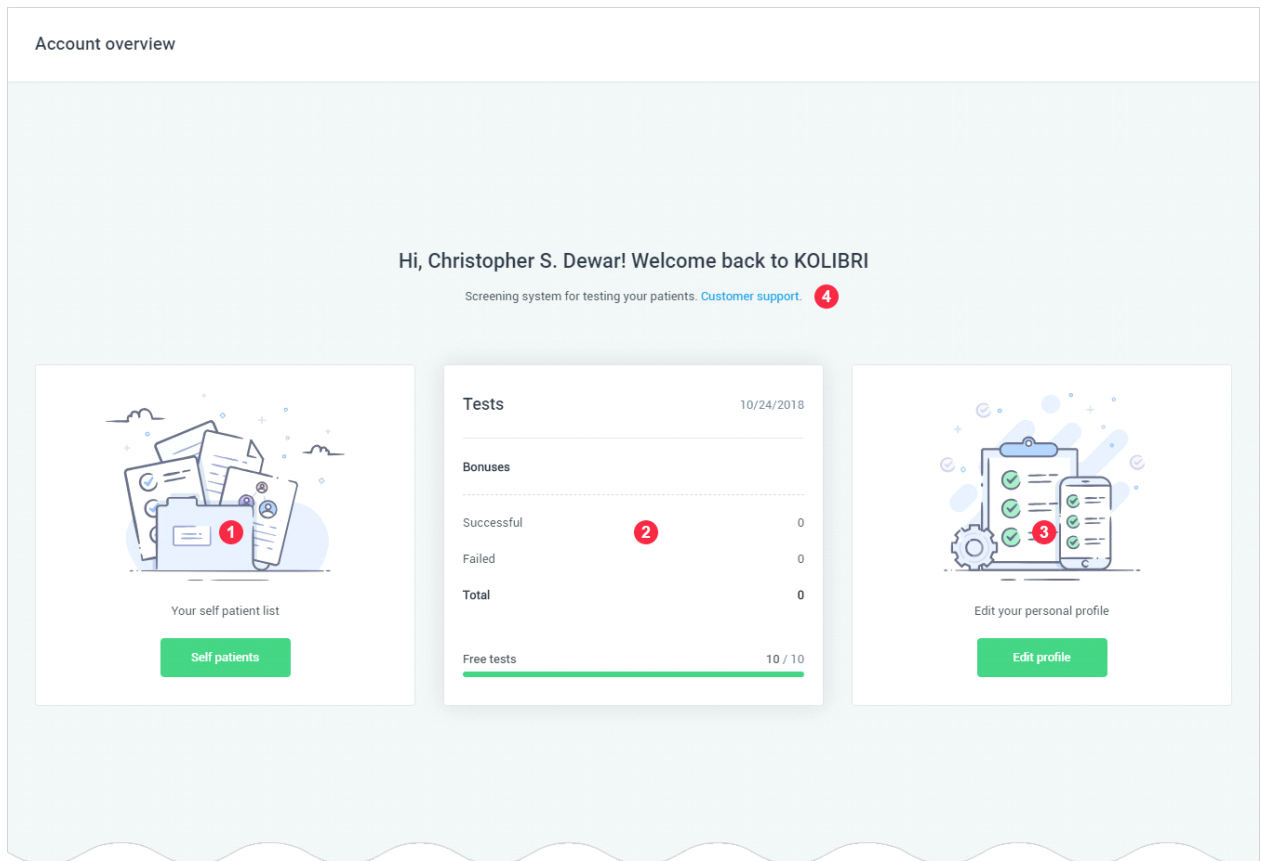 Account overview
Hi, Christopher S. Dewar! Welcome back to KOLIBRI
Screening system for testing your patients. Customer support. 4
1
Your self patient list
Self patients
Tests 10/24/2018
Bonuses
Successful 0
2
Failed 0
Total 0
Free tests 10 / 10
3
Edit your personal profile
Edit profile